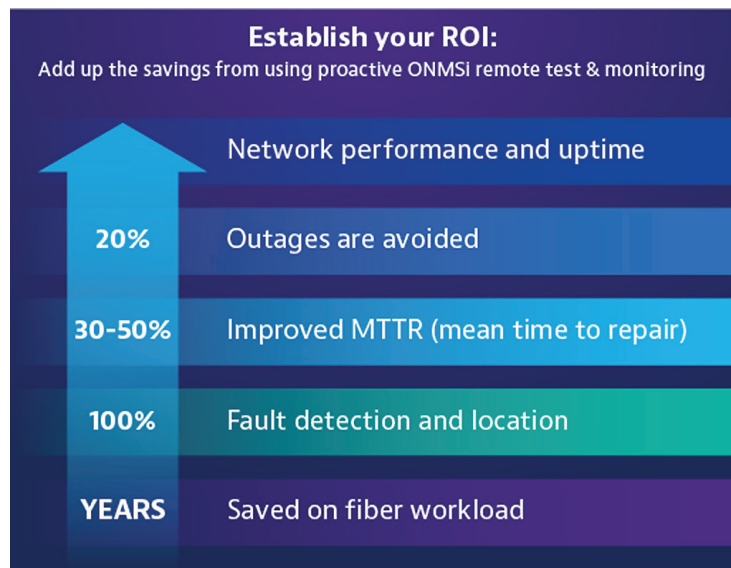 Establish your ROI:
Add up the savings from using proactive ONMSi remote test & monitoring
Network performance and uptime
20% Outages are avoided
30-50% Improved MTTR (mean time to repair)
100% Fault detection and location
YEARS Saved on fiber workload